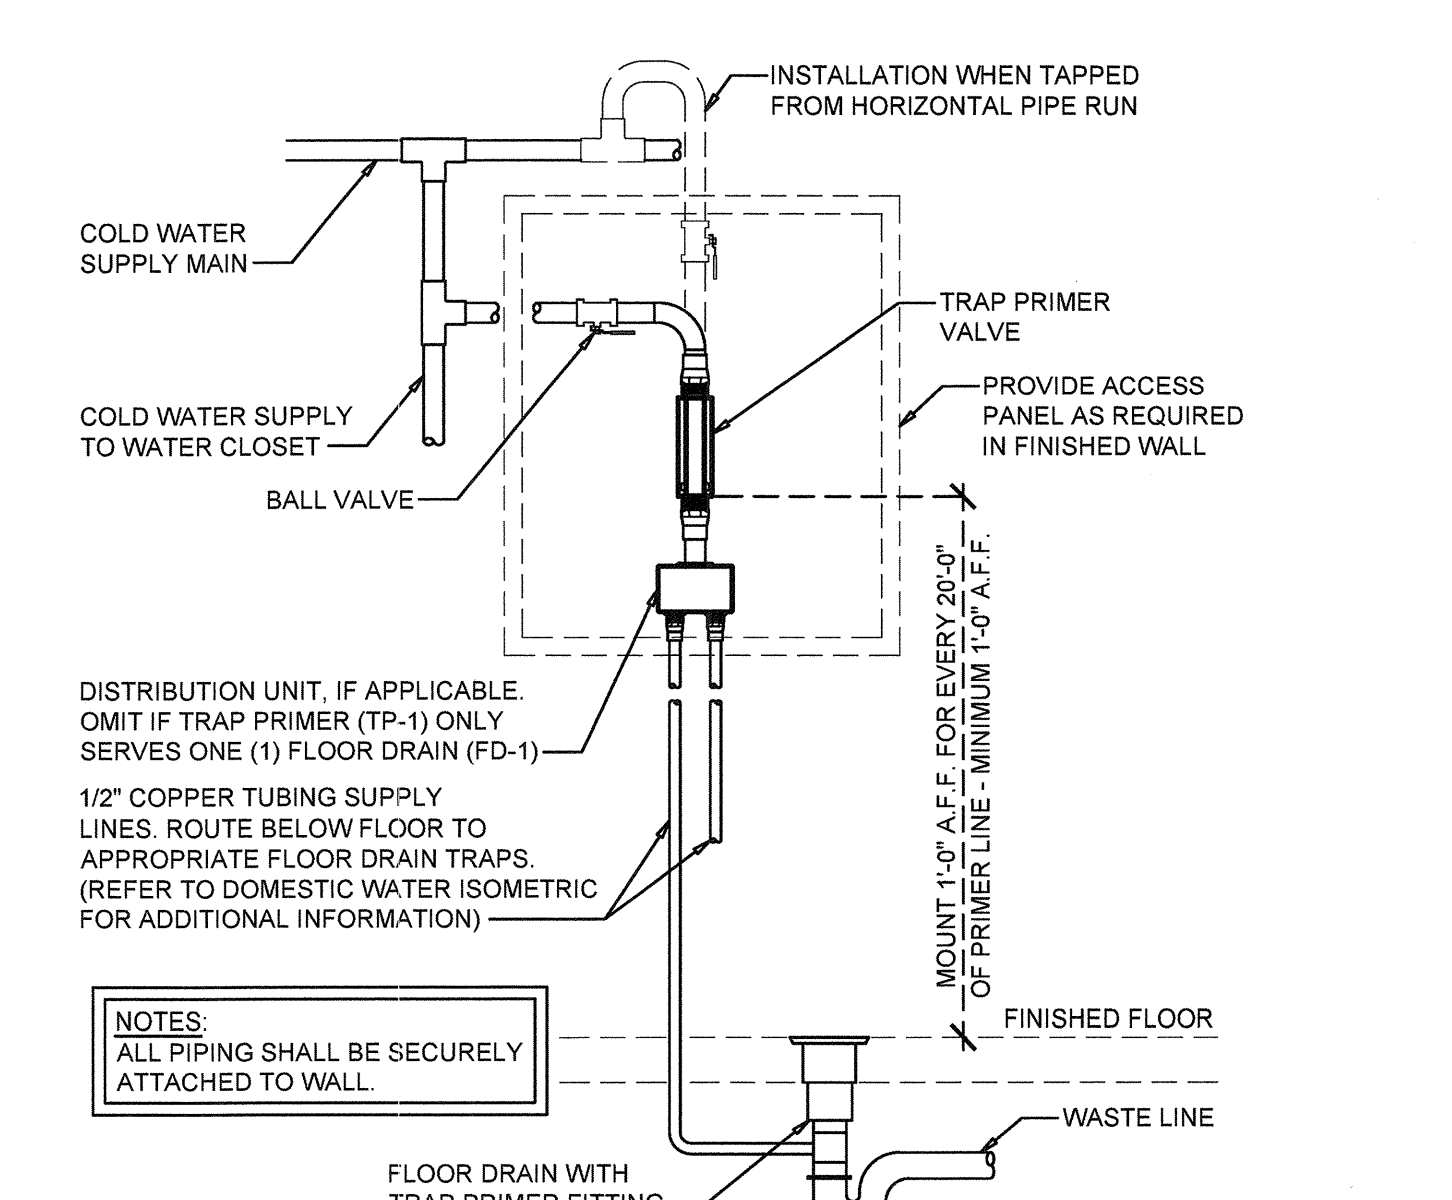 INSTALLATION WHEN TAPPED
FROM HORIZONTAL PIPE RUN
COLD WATER
SUPPLY MAIN
TRAP PRIMER
VALVE
PROVIDE ACCESS
PANEL AS REQUIRED
IN FINISHED WALL
COLD WATER SUPPLY
TO WATER CLOSET
BALL VALVE
MOUNT 1'-0" A.F.F. FOR EVERY 20'-0"
OF PRIMER LINE - MINIMUM 1'-0" A.F.F.
DISTRIBUTION UNIT, IF APPLICABLE.
OMIT IF TRAP PRIMER (TP-1) ONLY
SERVES ONE (1) FLOOR DRAIN (FD-1)
1/2" COPPER TUBING SUPPLY
LINES. ROUTE BELOW FLOOR TO
APPROPRIATE FLOOR DRAIN TRAPS.
(REFER TO DOMESTIC WATER ISOMETRIC
FOR ADDITIONAL INFORMATION)
NOTES:
ALL PIPING SHALL BE SECURELY
ATTACHED TO WALL.
FINISHED FLOOR
WASTE LINE
FLOOR DRAIN WITH
TRAP PRIMER FITTING